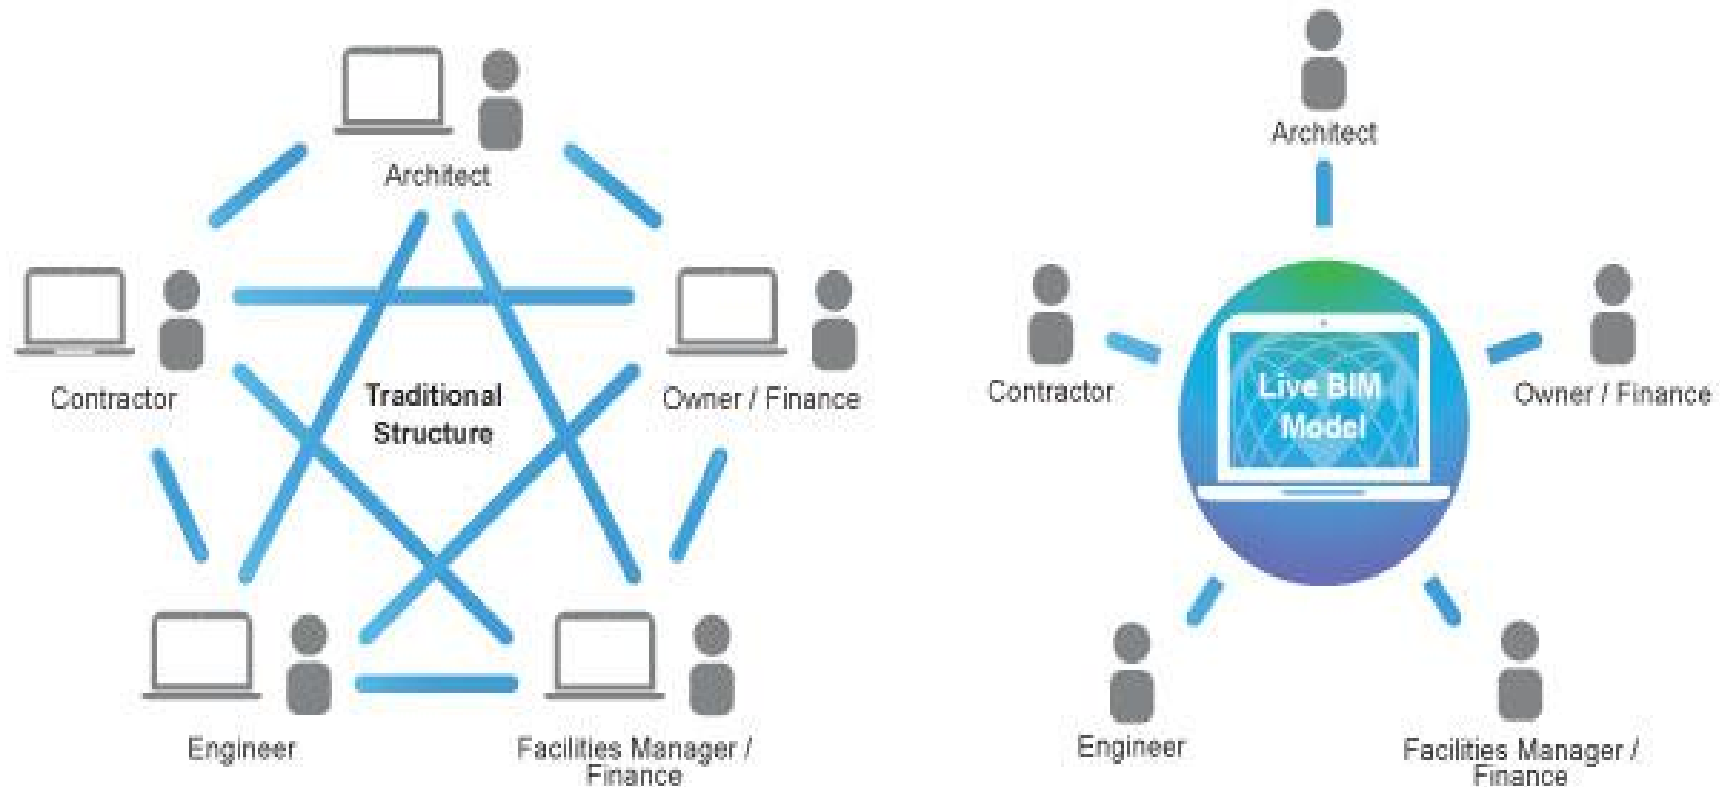 Architect
Contractor
Traditional
Structure
Owner / Finance
Engineer
Facilities Manager /
Finance
Architect
Contractor
Live BIM
Model
Owner / Finance
Engineer
Facilities Manager /
Finance